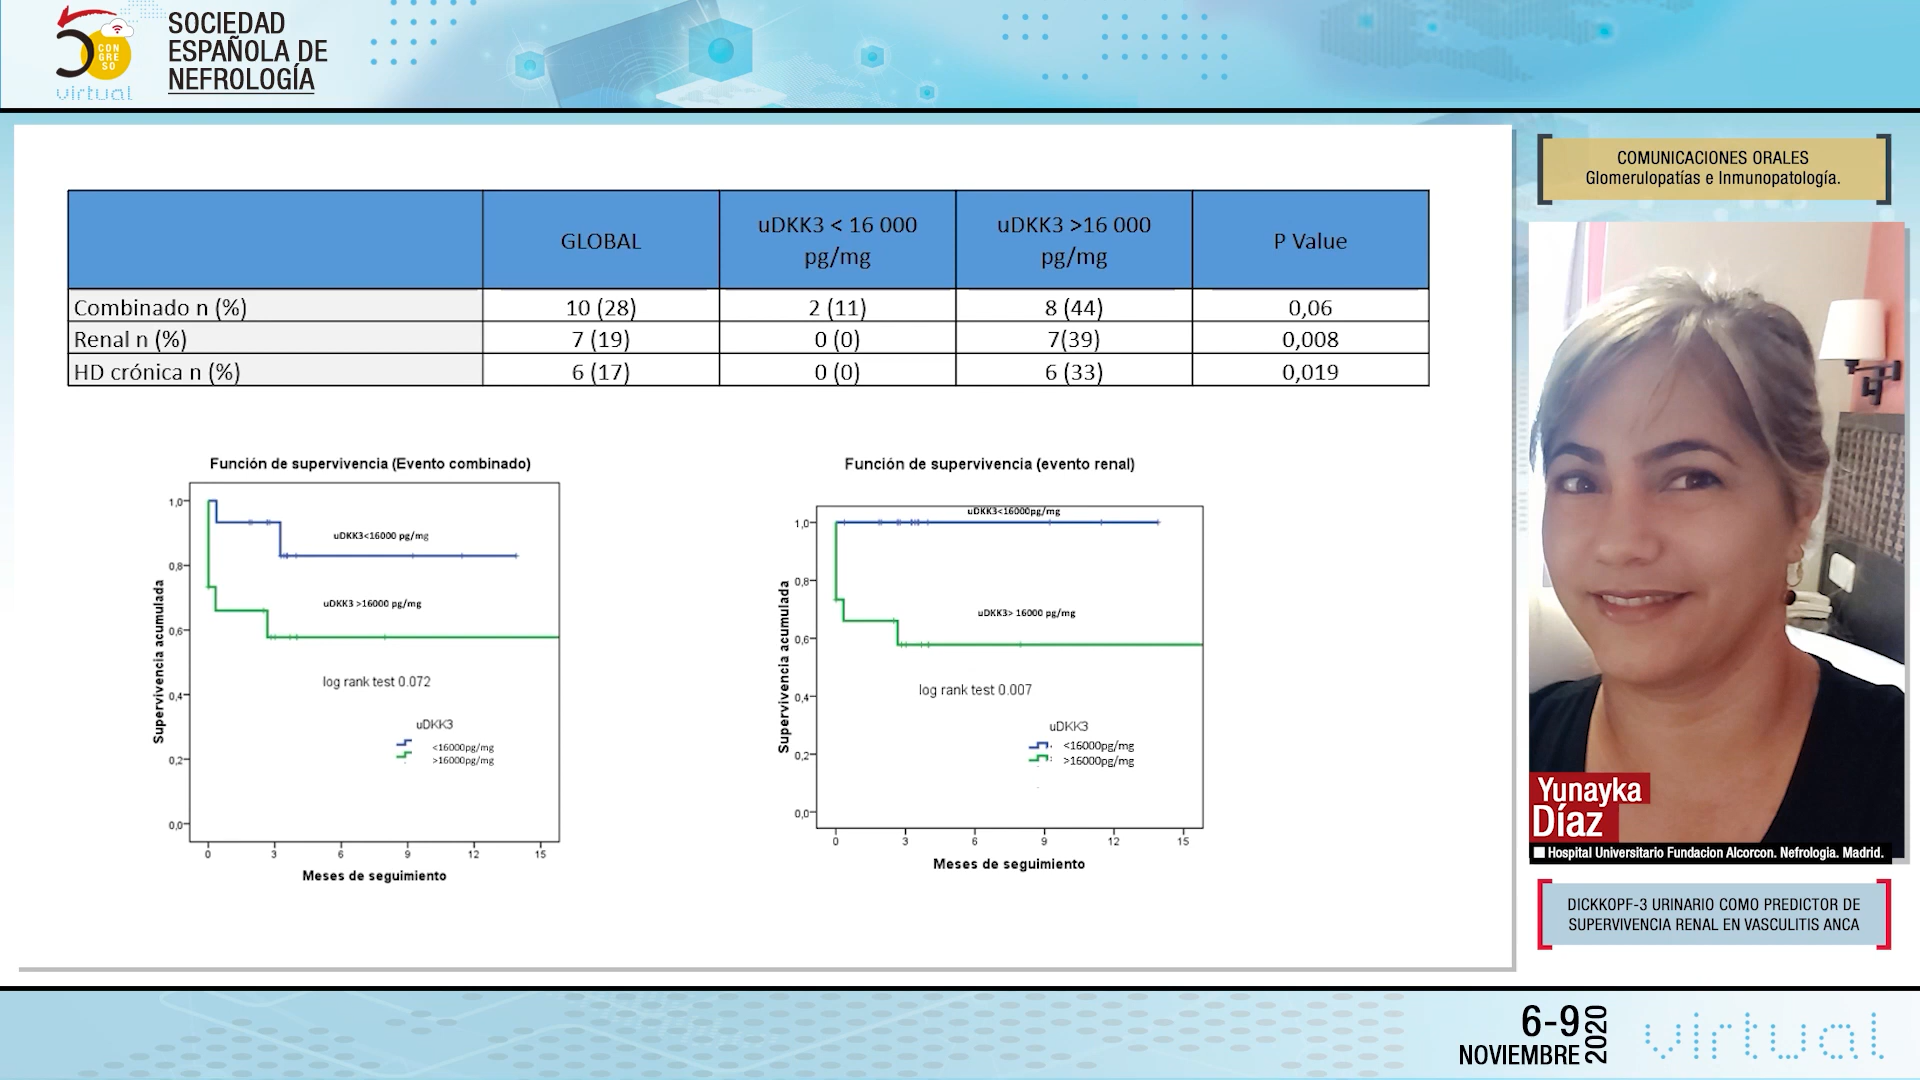 CON
GRE
SO
virtual
SOCIEDAD
ESPAÑOLA DE
NEFROLOGÍA
GLOBAL
uDKK3 < 16 000
pg/mg
uDKK3 >16 000
pg/mg
P Value
Combinado n (%) 10 (28) 2 (11) 8 (44) 0,06
Renal n (%) 7 (19) 0 (0) 7(39) 0,008
HD crónica n (%) 6 (17) 0 (0) 6 (33) 0,019
Función de supervivencia (Evento combinado)
Supervivencia acumulada
1,0
0,8
0,6
0,4
0,2
0,0
uDKK3<16000 pg/mg
uDKK3 >16000 pg/mg
log rank test 0.072
uDKK3
<16000pg/mg
>16000pg/mg
0 3 6 9 12 15
Meses de seguimiento
Función de supervivencia (evento renal)
Supervivencia acumulada
1,0
0,8
0,6
0,4
0,2
0,0
uDKK3<16000pg/mg
uDKK3> 16000 pg/mg
log rank test 0.007
uDKK3
<16000pg/mg
>16000pg/mg
0 3 6 9 12 15
Meses de seguimiento
COMUNICACIONES ORALES
Glomerulopatías e Inmunopatología.
Yunayka
Díaz
Hospital Universitario Fundacion Alcorcon. Nefrologia. Madrid.
DICKKOPF-3 URINARIO COMO PREDICTOR DE
SUPERVIVENCIA RENAL EN VASCULITIS ANCA
6-9
NOVIEMBRE
2020
virtual